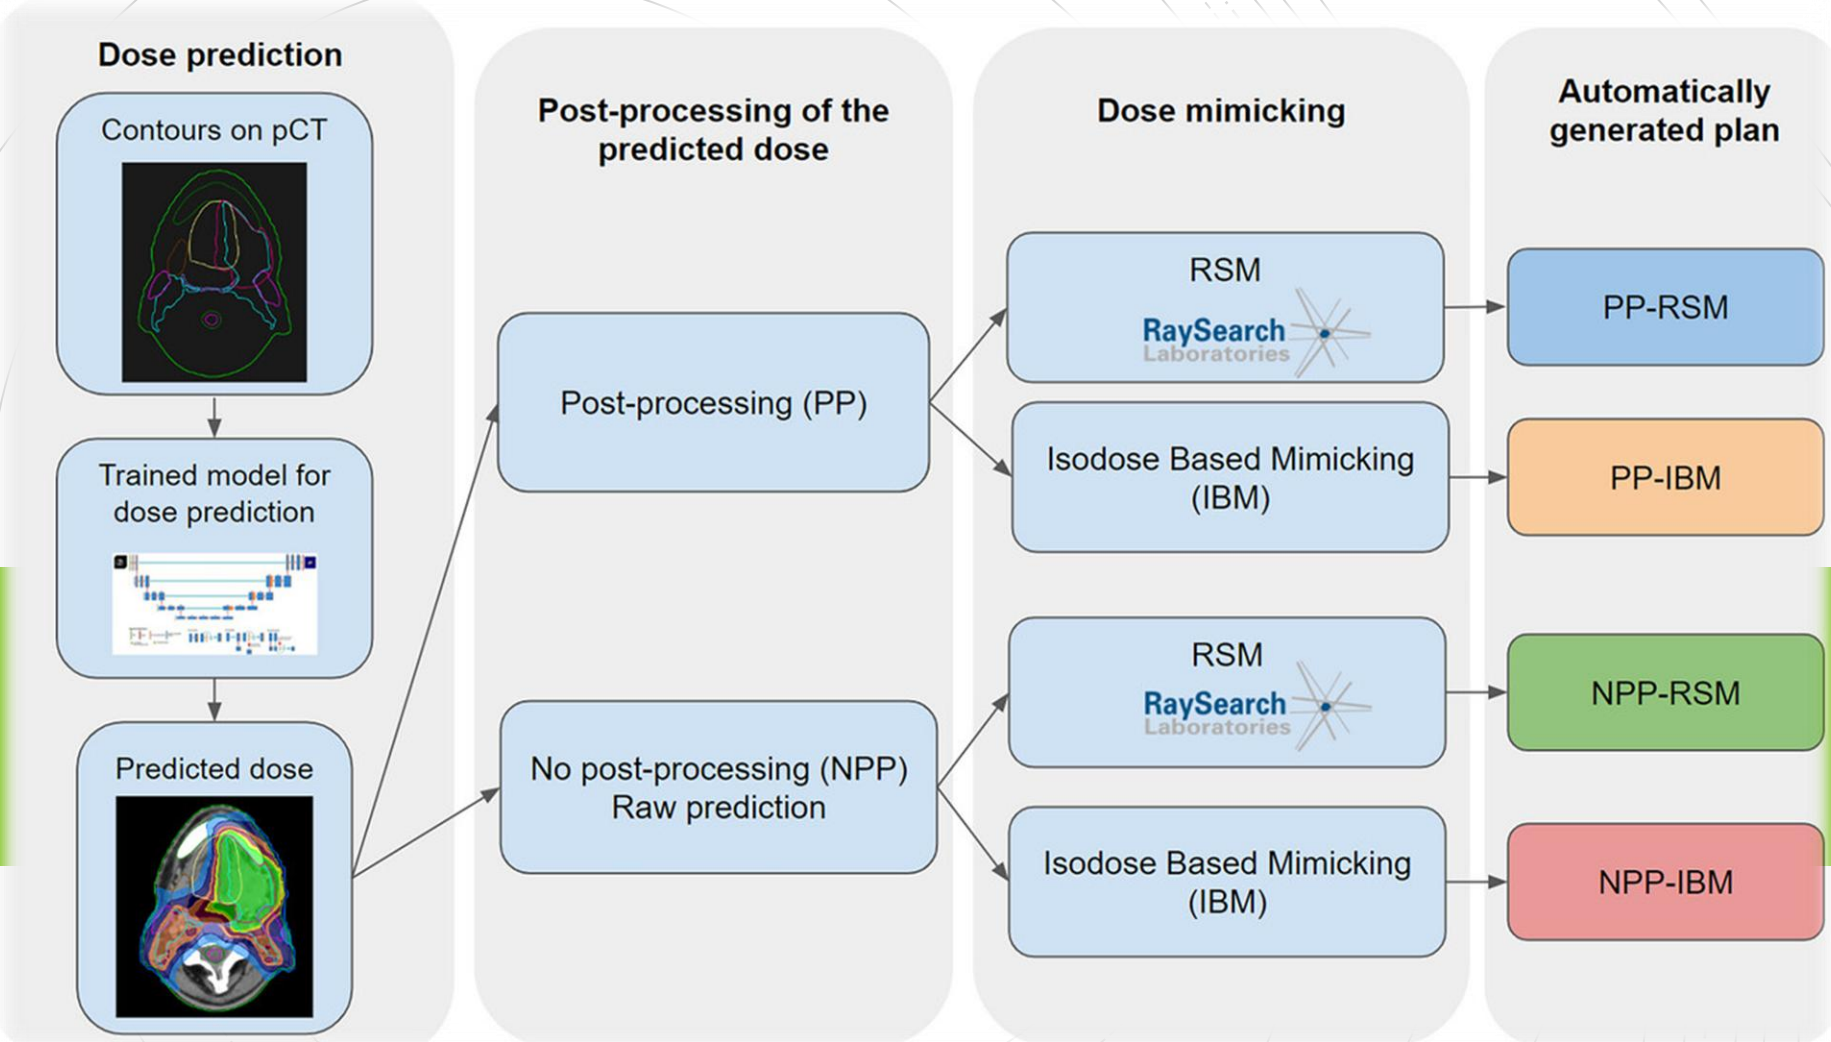 Dose prediction
Contours on pCT
Trained model for
dose prediction
Predicted dose
Post-processing of the
predicted dose
Post-processing (PP)
No post-processing (NPP)
Raw prediction
Dose mimicking
RSM
RaySearch
Laboratories
Isodose Based Mimicking
(IBM)
RSM
RaySearch
Laboratories
Isodose Based Mimicking
(IBM)
Automatically
generated plan
PP-RSM
PP-IBM
NPP-RSM
NPP-IBM